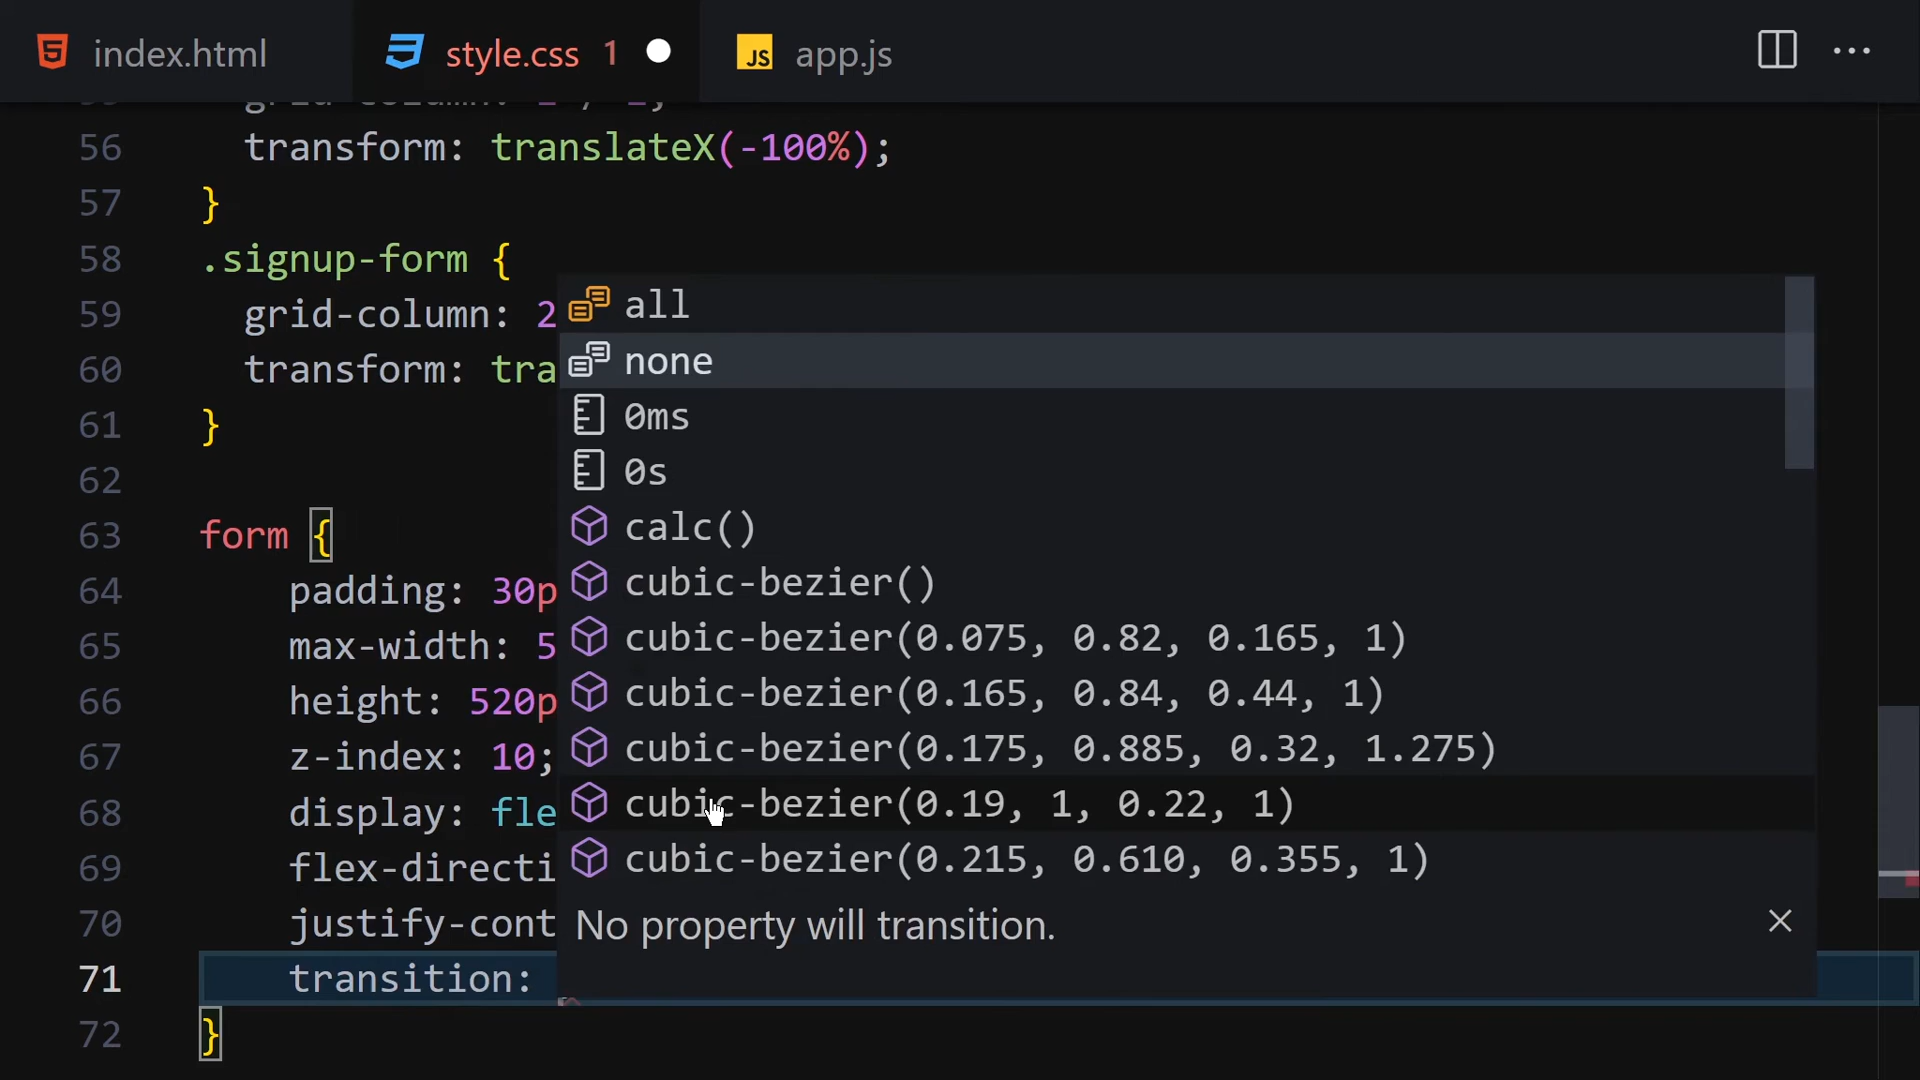 index.html
style.css 1
JS app.js
56 transform: translateX(-100%);
57 }
58 .signup-form {
59 grid-column: 2
60 transform: tra
61 }
62
63 form {
64 padding: 30p
65 max-width: 5
66 height: 520p
67 z-index: 10;
68 display: fle
69 flex-directi
70 justify-cont
71 transition:
72 }
all
none
0ms
0s
calc()
cubic-bezier()
cubic-bezier(0.075, 0.82, 0.165, 1)
cubic-bezier(0.165, 0.84, 0.44, 1)
cubic-bezier(0.175, 0.885, 0.32, 1.275)
cubic-bezier(0.19, 1, 0.22, 1)
cubic-bezier(0.215, 0.610, 0.355, 1)
No property will transition.